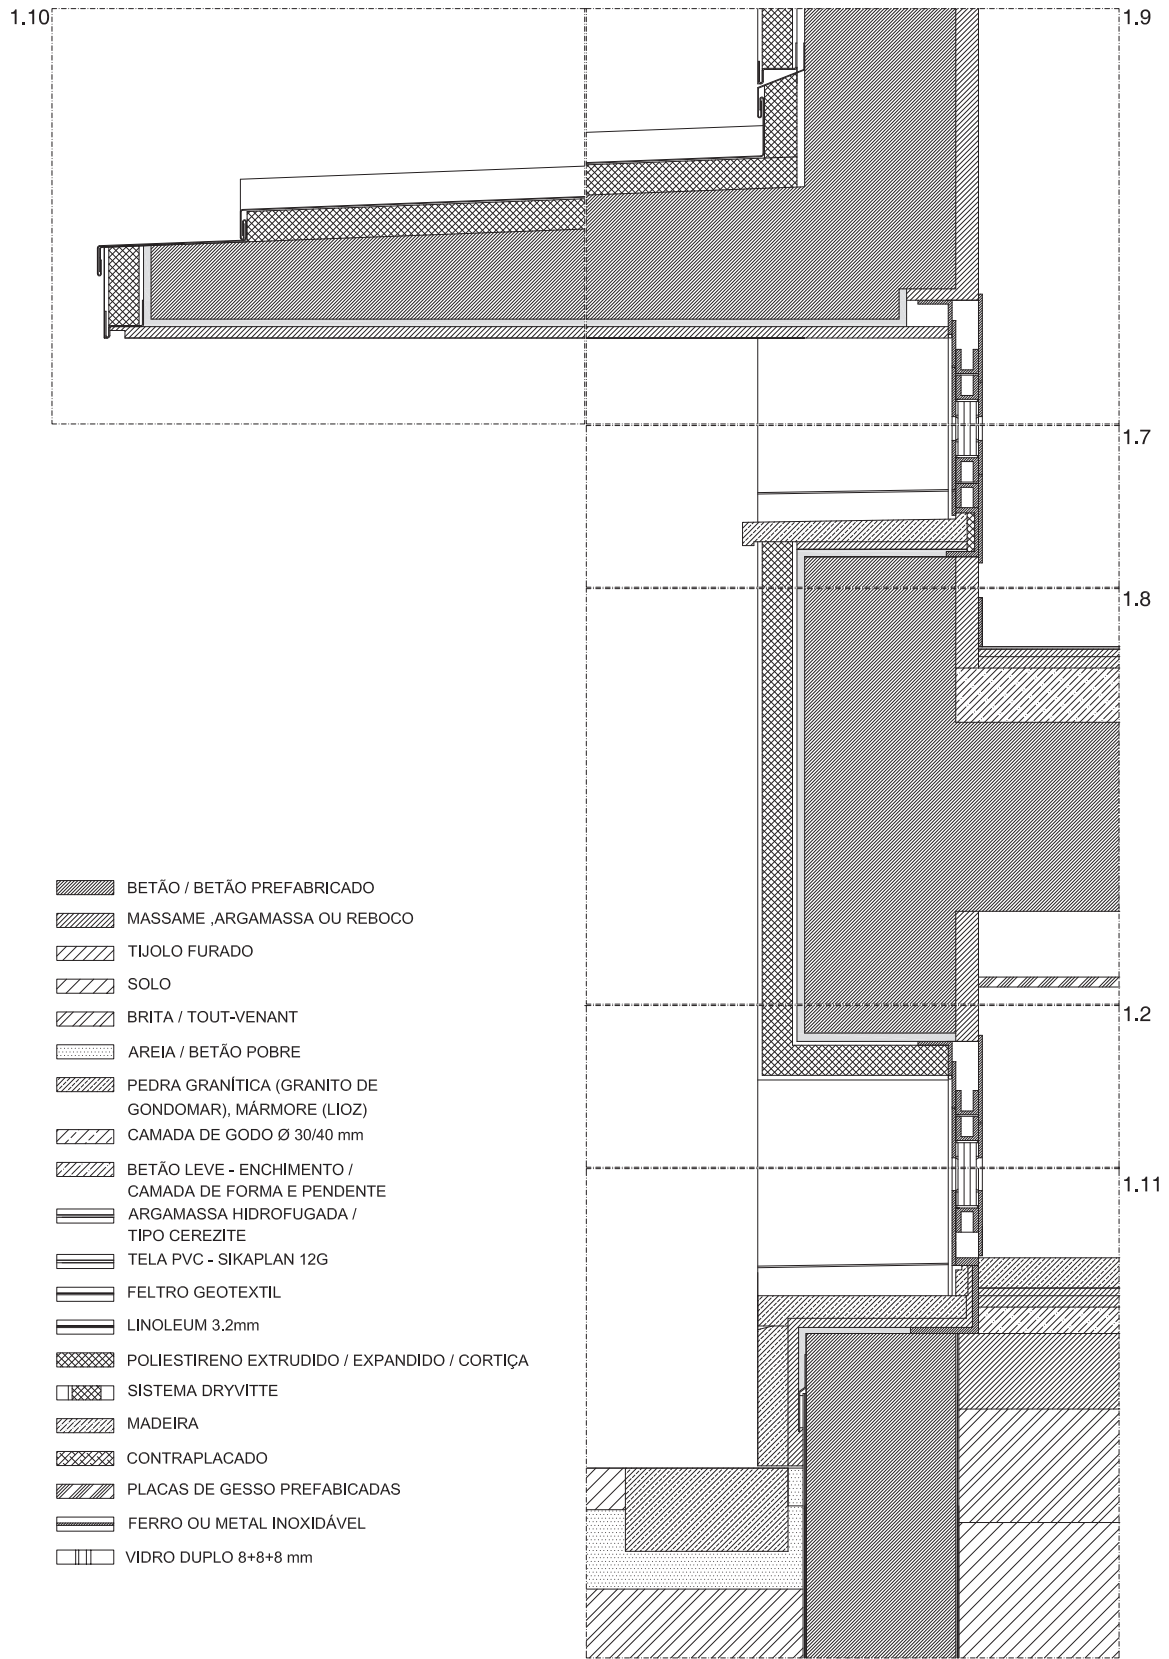 1.10
1.9
1.7
1.8
1.2
1.11
BETÃO / BETÃO PREFABRICADO
MASSAME ,ARGAMASSA OU REBOCO
TIJOLO FURADO
SOLO
BRITA / TOUT-VENANT
AREIA / BETÃO POBRE
PEDRA GRANÍTICA (GRANITO DE
GONDOMAR), MÁRMORE (LIOZ)
CAMADA DE GODO Ø 30/40 mm
BETÃO LEVE - ENCHIMENTO /
CAMADA DE FORMA E PENDENTE
ARGAMASSA HIDROFUGADA /
TIPO CEREZITE
TELA PVC - SIKAPLAN 12G
FELTRO GEOTEXTIL
LINOLEUM 3.2mm
POLIESTIRENO EXTRUDIDO / EXPANDIDO / CORTIÇA
SISTEMA DRYVITTE
MADEIRA
CONTRAPLACADO
PLACAS DE GESSO PREFABICADAS
FERRO OU METAL INOXIDÁVEL
VIDRO DUPLO 8+8+8 mm